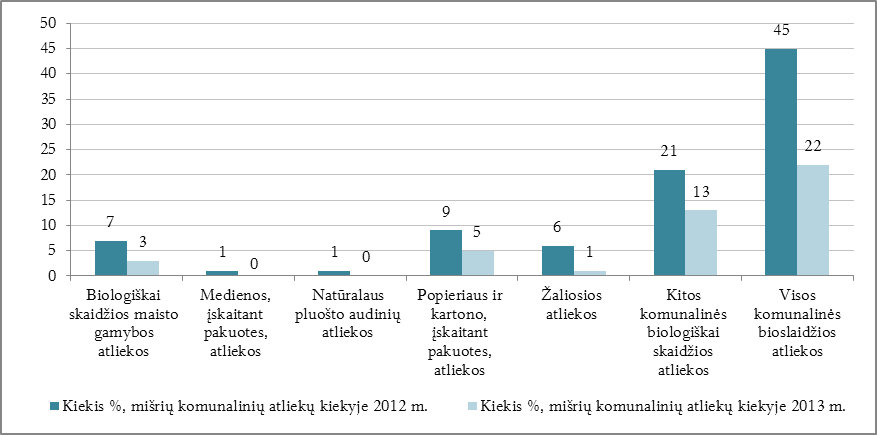 50
45
40
35
30
25
20
15
10
5
0
7
3
1
0
1
0
9
5
6
1
21
13
45
22
Biologiškai
skaidžios maisto
gamybos
atliekos
Medienos,
įskaitant
pakuotes,
atliekos
Natūralaus
pluošto audinių
atliekos
Popieriaus ir
kartono,
įskaitant
pakuotes,
atliekos
Žaliosios
atliekos
Kitos
komunalinės
biologiškai
skaidžios
atliekos
Visos
komunalinės
bioslaidžios
atliekos
Kiekis %, mišrių komunalinių atliekų kiekyje 2012 m.
Kiekis %, mišrių komunalinių atliekų kiekyje 2013 m.